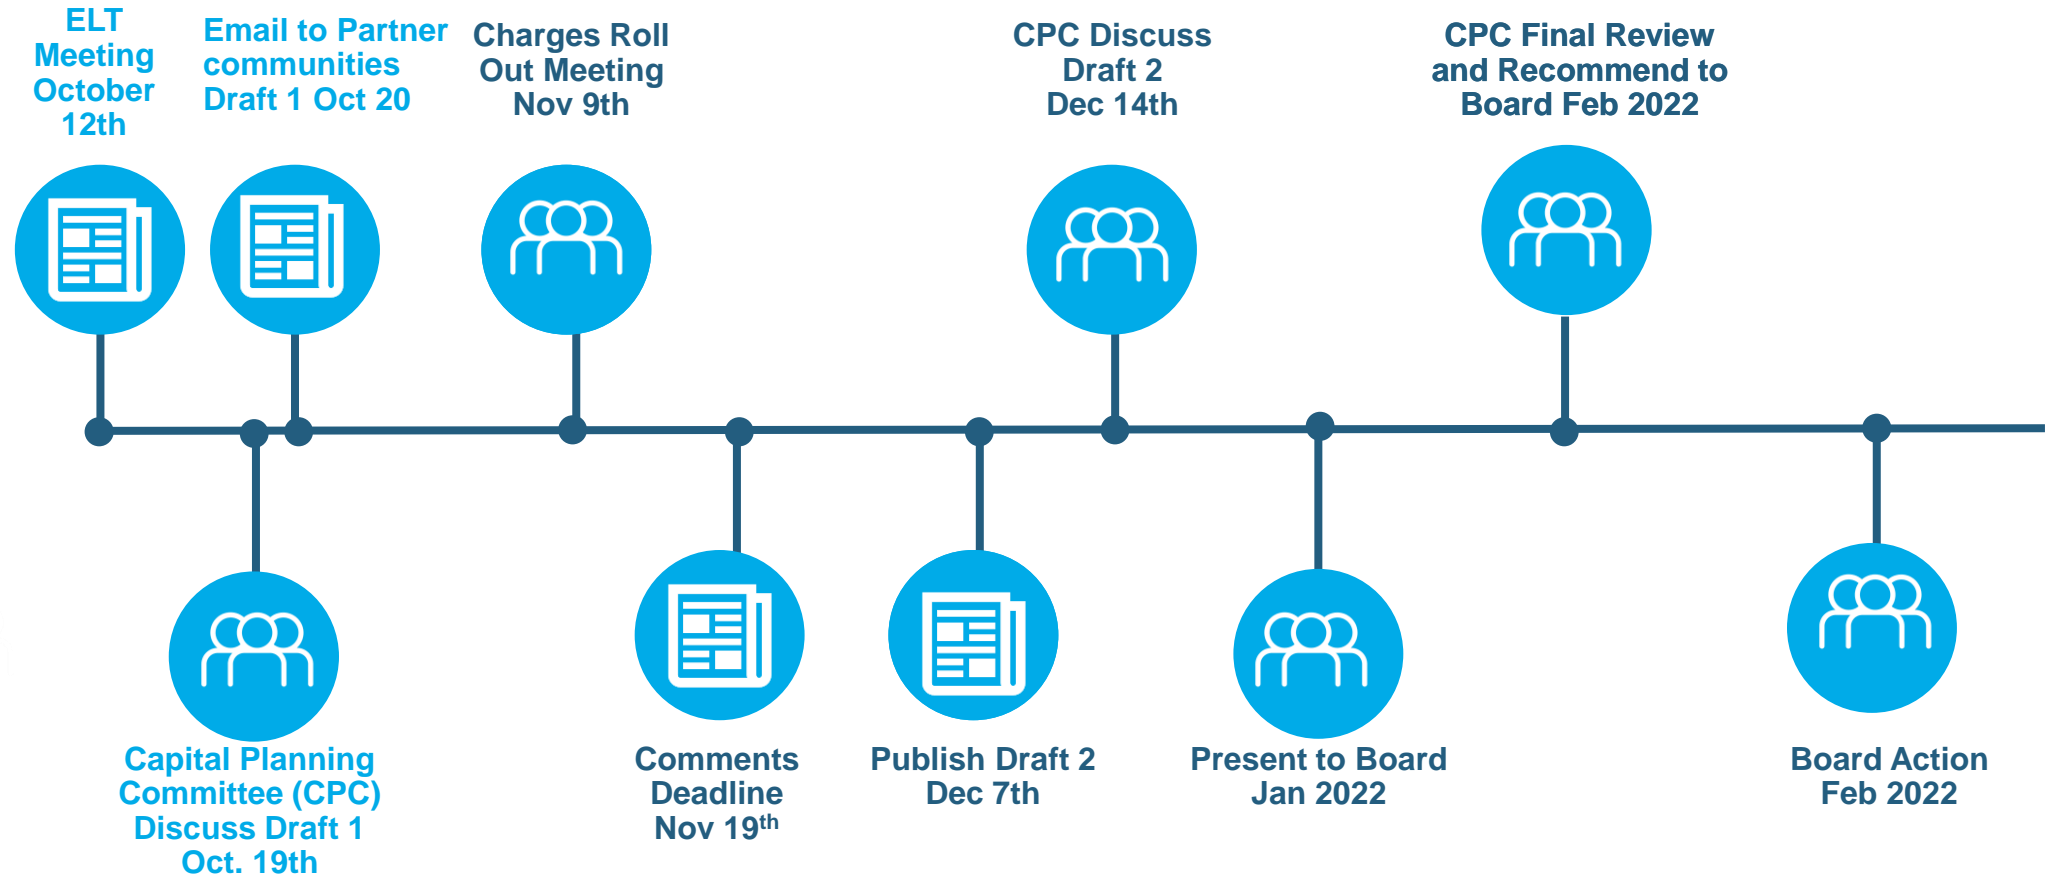 ELT
Meeting
October
12th
Email to Partner
communities
Draft 1 Oct 20
Charges Roll
Out Meeting
Nov 9th
CPC Discuss
Draft 2
Dec 14th
CPC Final Review
and Recommend to
Board Feb 2022
Capital Planning
Committee (CPC)
Discuss Draft 1
Oct. 19th
Comments
Deadline
Nov 19th
Publish Draft 2
Dec 7th
Present to Board
Jan 2022
Board Action
Feb 2022